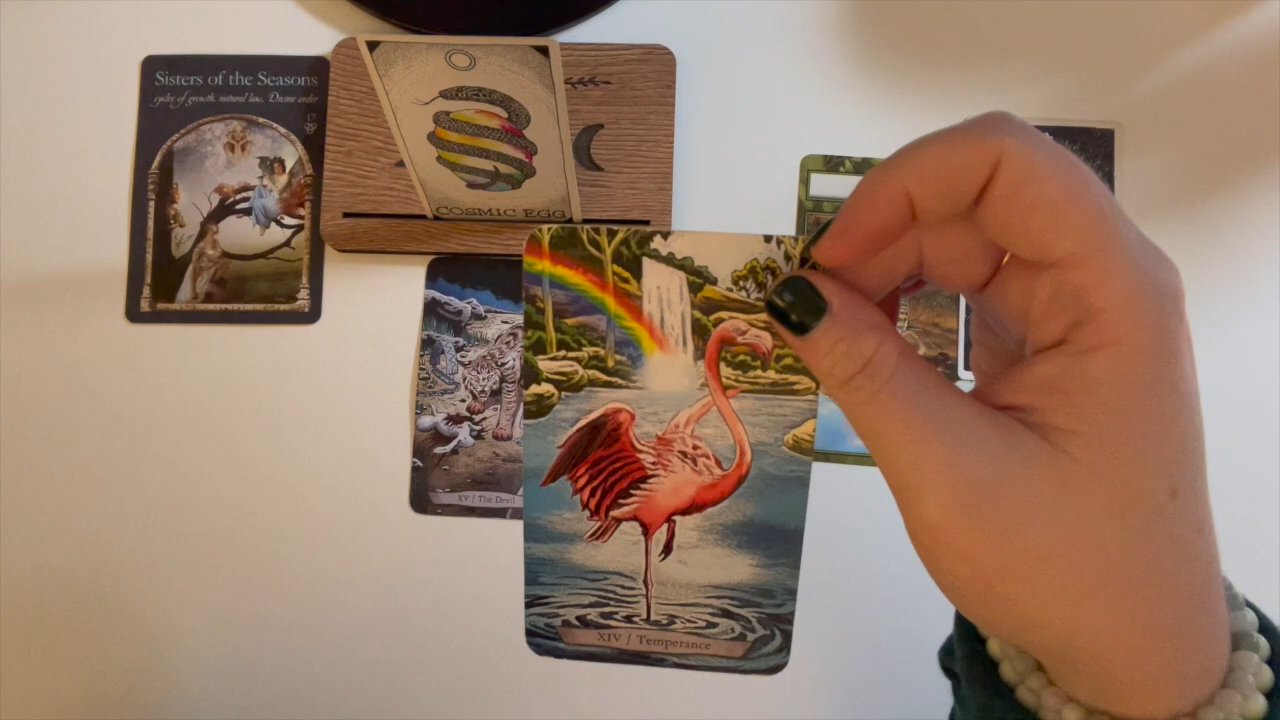 Sisters of the Seasons
cycles of growth, natural law, Divine order
17
COSMIC EGG
XV / The Devil
XIV / Temperance